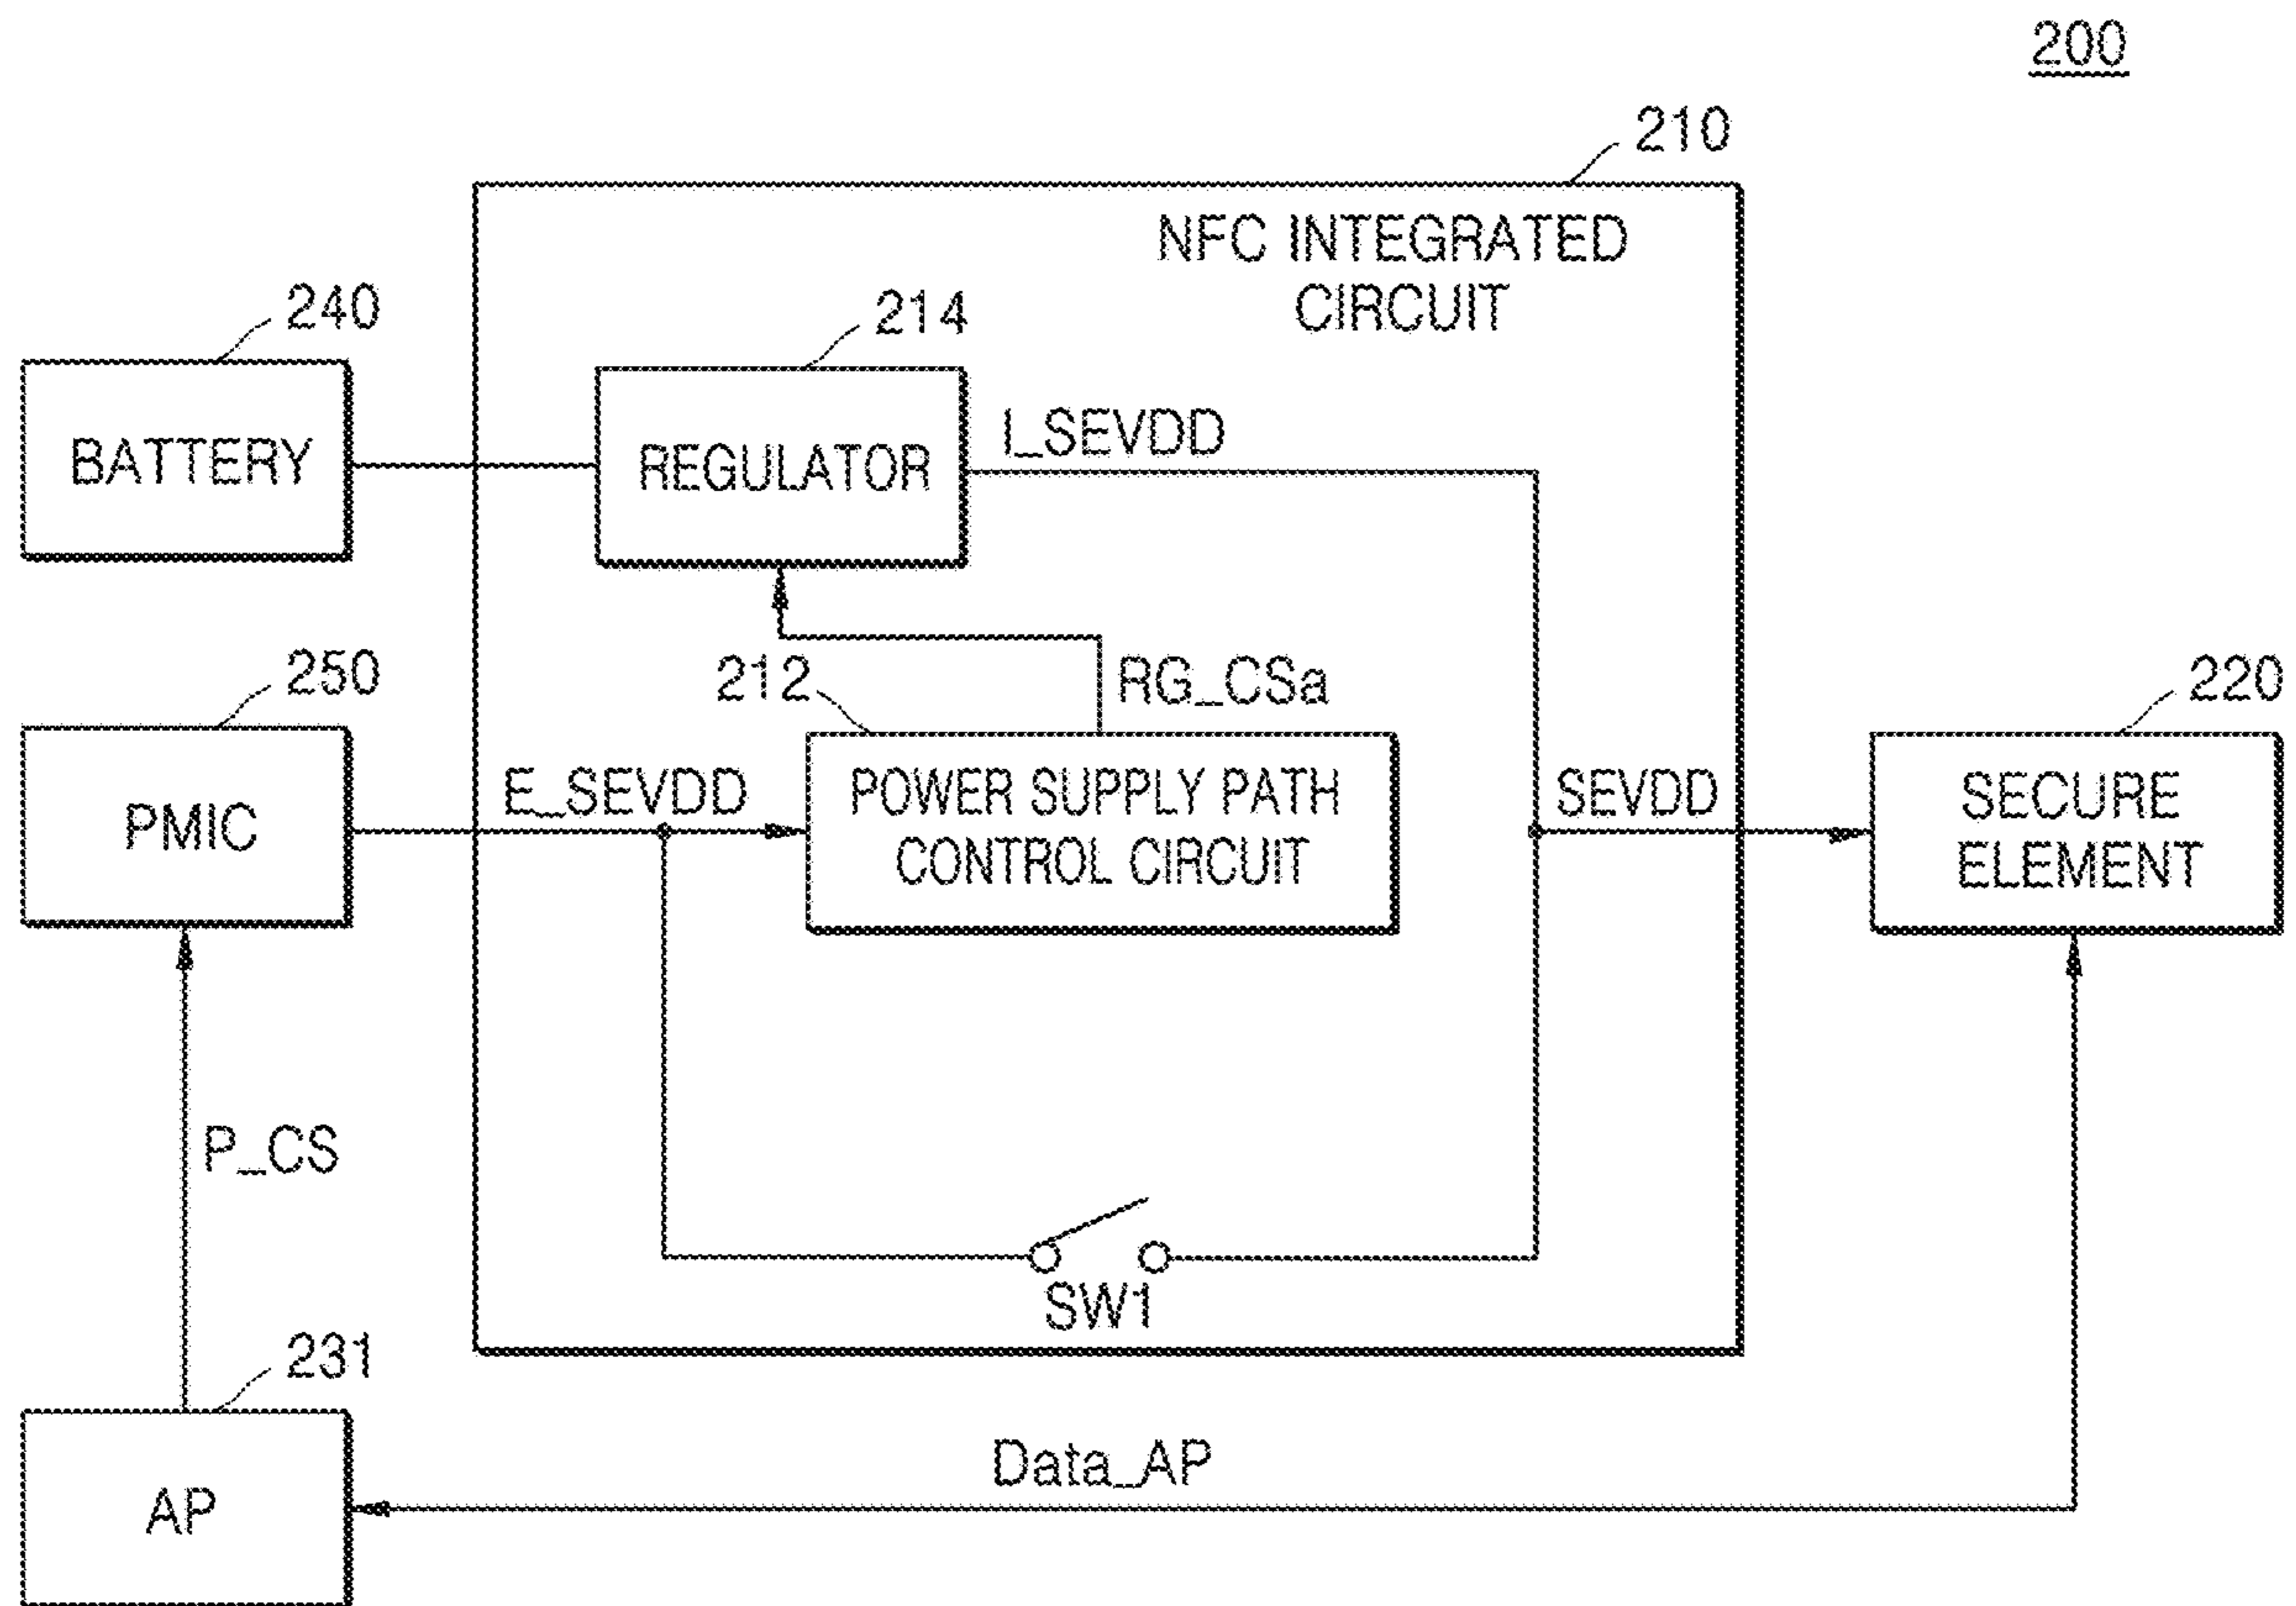 200
210
NFC INTEGRATED
CIRCUIT
240
214
BATTERY
REGULATOR
I_SEVDD
250
212
RG_CSa
220
PMIC
E_SEVDD
POWER SUPPLY PATH
CONTROL CIRCUIT
SEVDD
SECURE
ELEMENT
P_CS
SW1
231
AP
Data_AP